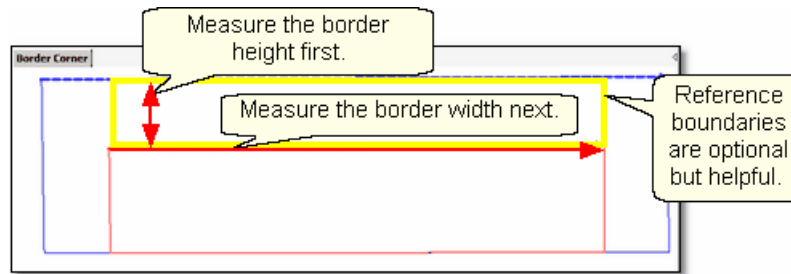 Measure the border
height first.
Border Corner
Measure the border width next.
Reference
boundaries
are optional
but helpful.